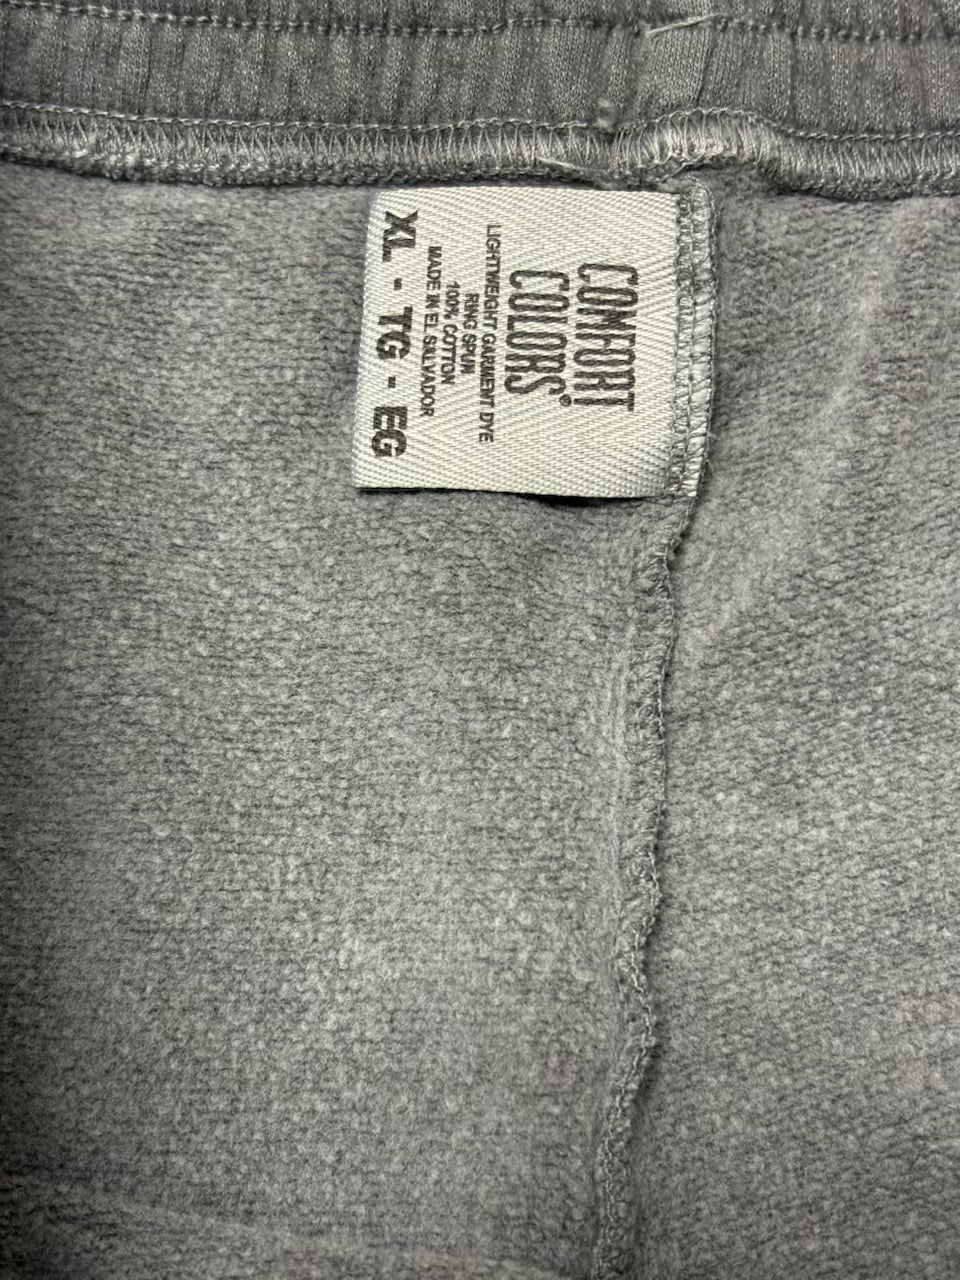 COMFORT
COLORS®
LIGHTWEIGHT GARMENT DYE
RING SPUN
100% COTTON
MADE IN EL SALVADOR
XL - TG - EG